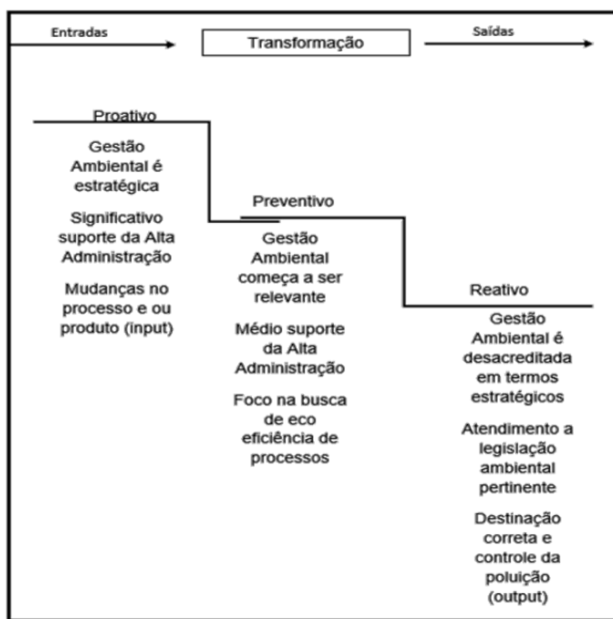 Entradas
Transformação
Saídas
Proativo
Gestão
Ambiental é
estratégica
Significativo
suporte da Alta
Administração
Mudanças no
processo e ou
produto (input)
Preventivo
Gestão
Ambiental
começa a ser
relevante
Médio suporte
da Alta
Administração
Foco na busca
de eco
eficiência de
processos
Reativo
Gestão
Ambiental é
desacreditada
em termos
estratégicos
Atendimento a
legislação
ambiental
pertinente
Destinação
correta e
controle da
poluição
(output)